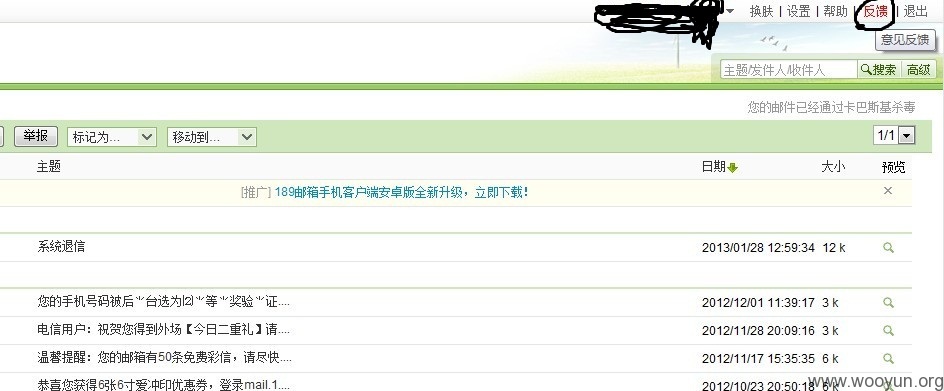 换肤 | 设置 | 帮助 | 反馈 | 退出
意见反馈
主题/发件人/收件人 搜索 高级
您的邮件已经通过卡巴斯基杀毒
举报 标记为... 移动到... 1/1
主题 日期 大小 预览
[推广] 189邮箱手机客户端安卓版全新升级，立即下载！ ×
系统退信 2013/01/28 12:59:34 12 k
您的手机号码被后〝台选为⑵〝等〝奖验〝证.... 2012/12/01 11:39:17 3 k
电信用户：祝贺您得到外场【今日二重礼】请.... 2012/11/28 20:09:16 3 k
温馨提醒：您的邮箱有50条免费彩信，请尽快.... 2012/11/17 15:35:35 6 k
恭喜您获得6张6寸爱冲印优惠券，登录mail.1.... 2012/10/23 20:50:18 6 k
www.wooyun.org